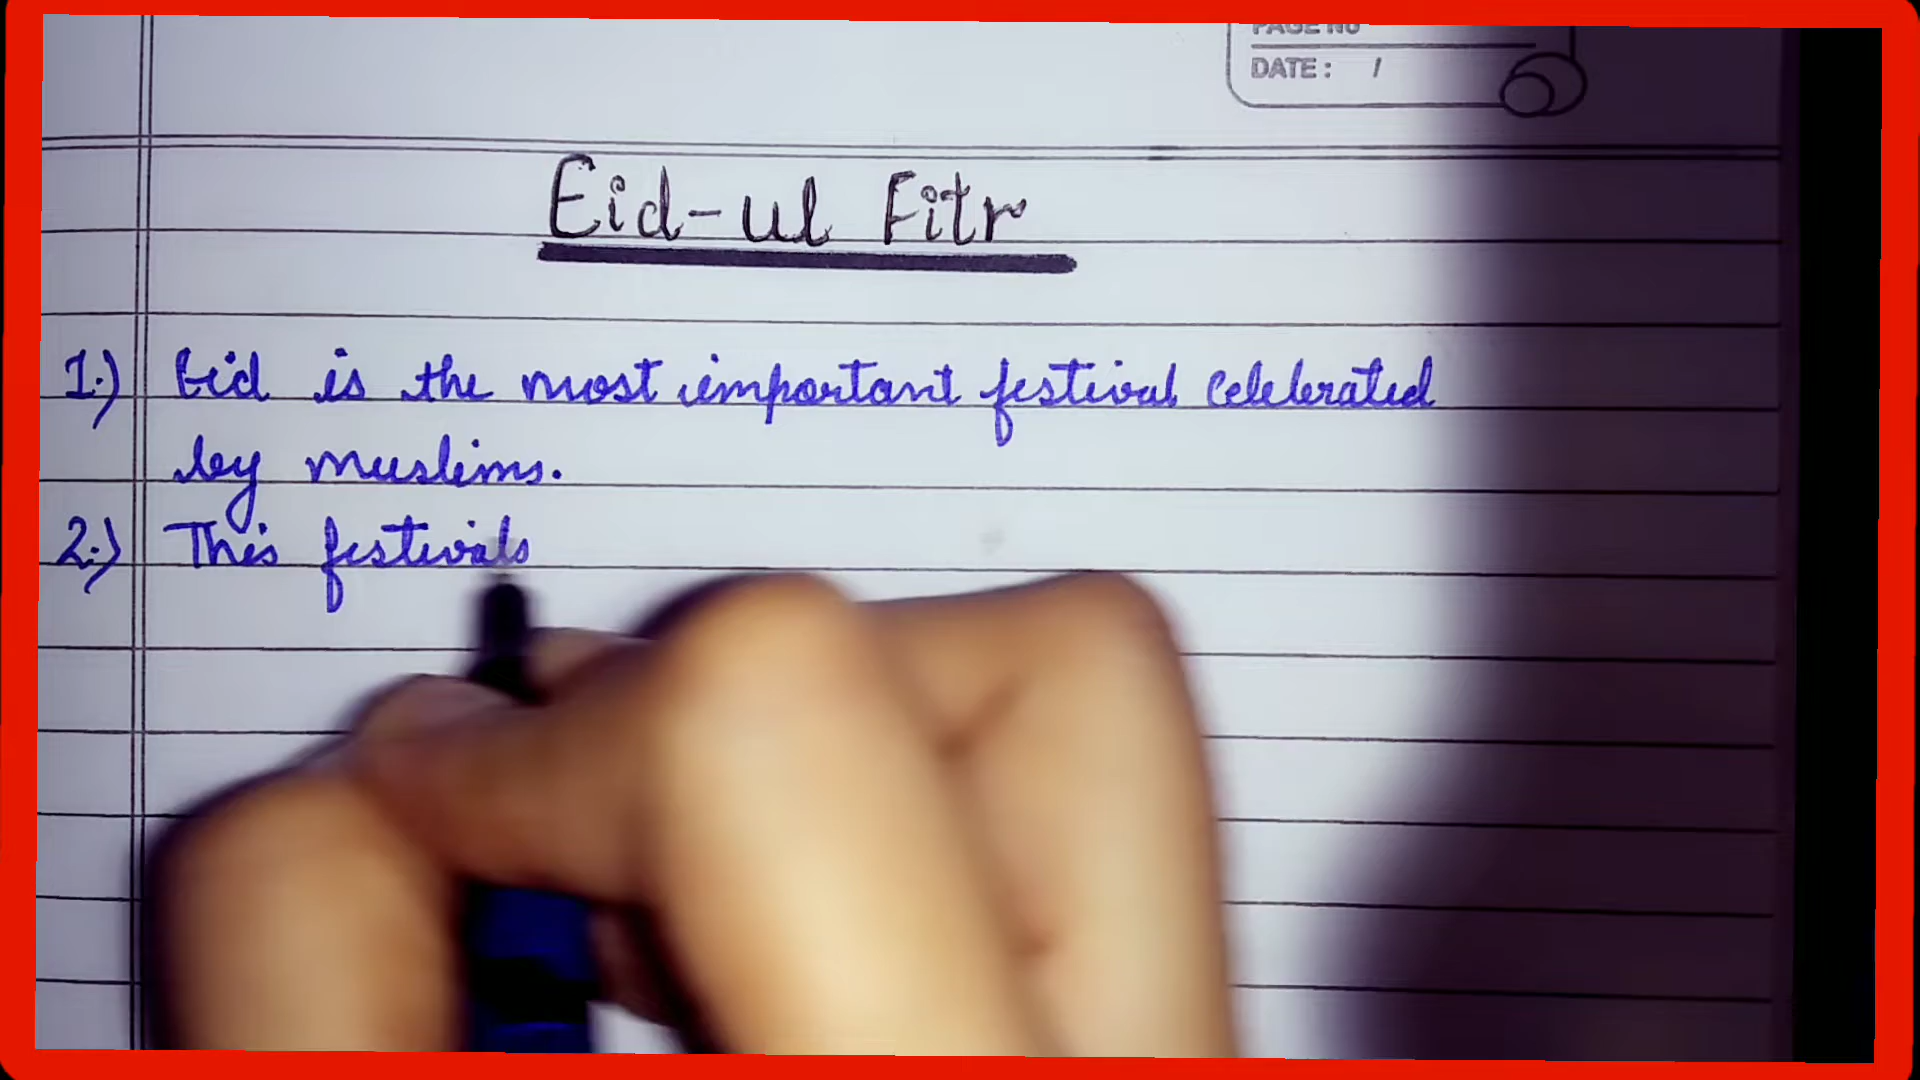 PAGE NO
DATE: /
Eid-ul Fitr
1.) Eid is the most important festival celebrated
by muslims.
2.) This festivals